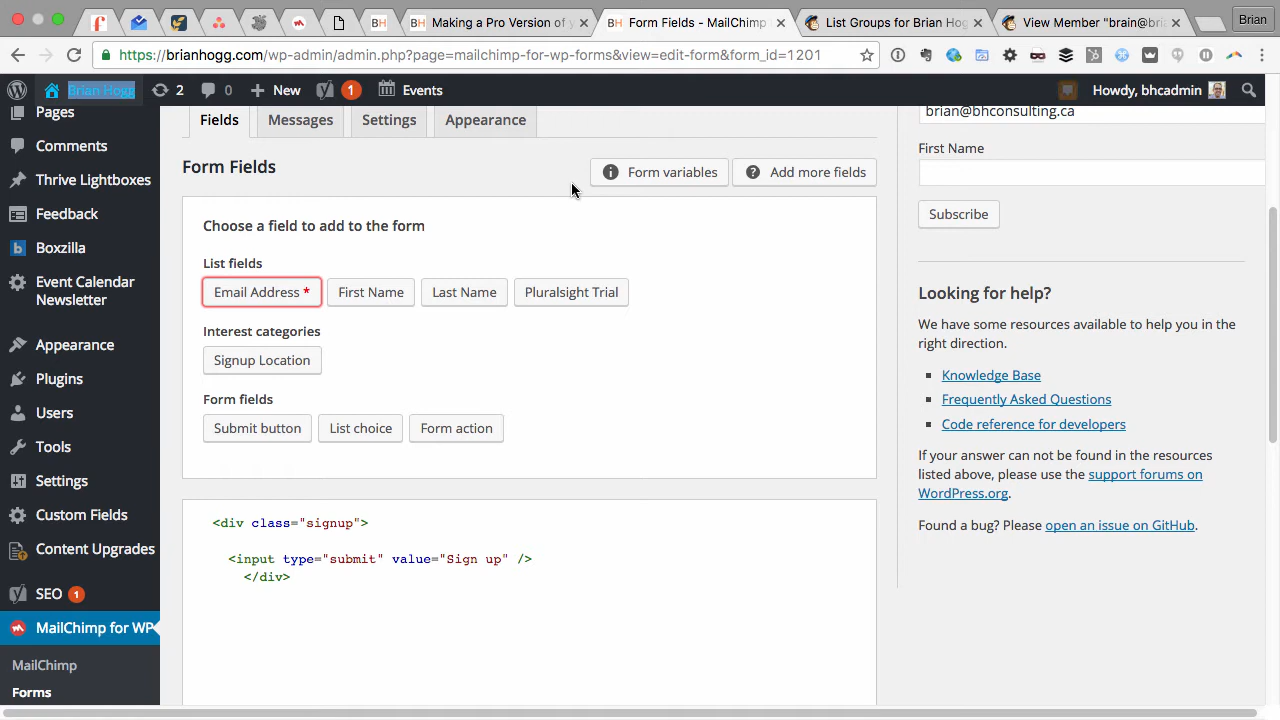 Making a Pro Version of y
Form Fields - MailChimp
List Groups for Brian Hog
View Member "brain@bri
Brian
https://brianhogg.com/wp-admin/admin.php?page=mailchimp-for-wp-forms&view=edit-form&form_id=1201
Brian Hogg
2
0
New
1
Events
Howdy, bhcadmin
Pages
Comments
Thrive Lightboxes
Feedback
Boxzilla
Event Calendar
Newsletter
Appearance
Plugins
Users
Tools
Settings
Custom Fields
Content Upgrades
SEO 1
MailChimp for WP
MailChimp
Forms
Fields
Messages
Settings
Appearance
Form Fields
Form variables
Add more fields
Choose a field to add to the form
List fields
Email Address *
First Name
Last Name
Pluralsight Trial
Interest categories
Signup Location
Form fields
Submit button
List choice
Form action
<div class="signup">
<input type="submit" value="Sign up" />
</div>
brian@bhconsulting.ca
First Name
Subscribe
Looking for help?
We have some resources available to help you in the
right direction.
Knowledge Base
Frequently Asked Questions
Code reference for developers
If your answer can not be found in the resources
listed above, please use the support forums on
WordPress.org.
Found a bug? Please open an issue on GitHub.